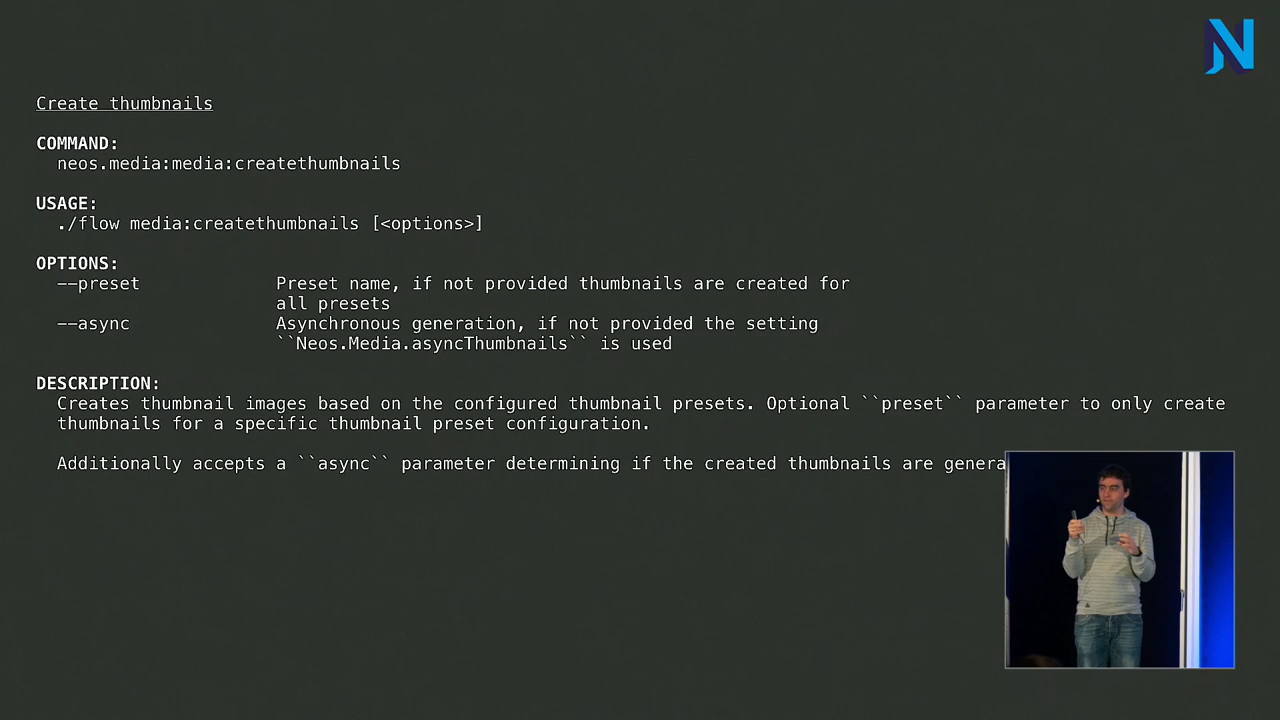 Create thumbnails
COMMAND:
neos.media:media:createthumbnails
USAGE:
./flow media:createthumbnails [<options>]
OPTIONS:
--preset Preset name, if not provided thumbnails are created for
all presets
--async Asynchronous generation, if not provided the setting
``Neos.Media.asyncThumbnails`` is used
DESCRIPTION:
Creates thumbnail images based on the configured thumbnail presets. Optional ``preset`` parameter to only create
thumbnails for a specific thumbnail preset configuration.
Additionally accepts a ``async`` parameter determining if the created thumbnails are genera